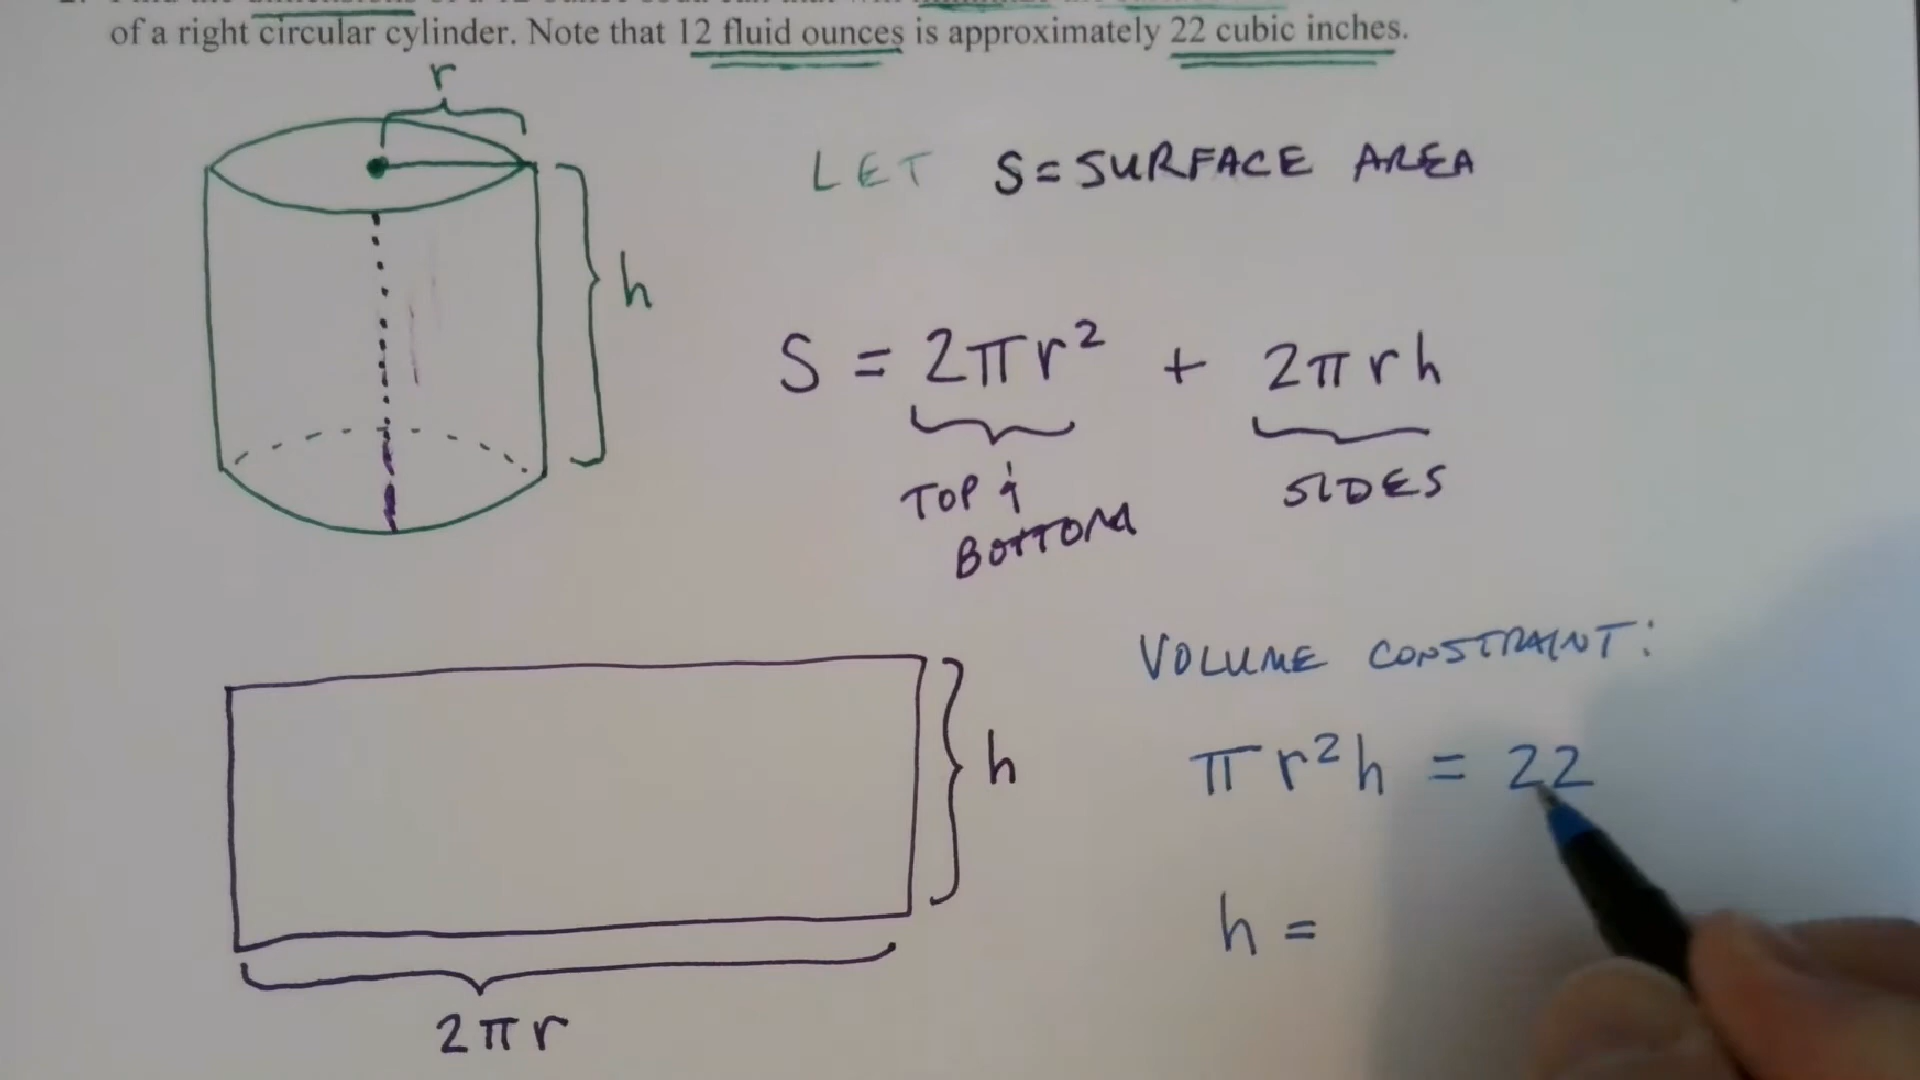 of a right circular cylinder. Note that 12 fluid ounces is approximately 22 cubic inches.
r
h
LET S = SURFACE AREA
S = 2πr² + 2πrh
TOP & BOTTOM
SIDES
h
2πr
VOLUME CONSTRAINT:
πr²h = 22
h =